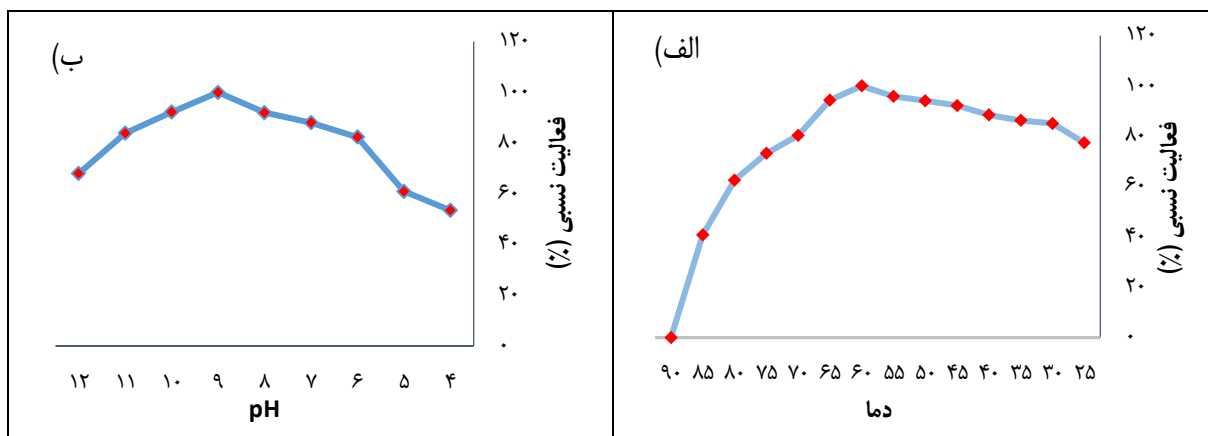 الف)
فعالیت نسبی (%)
۱۲۰
۱۰۰
۸۰
۶۰
۴۰
۲۰
۰
۲۵ ۳۰ ۳۵ ۴۰ ۴۵ ۵۰ ۵۵ ۶۰ ۶۵ ۷۰ ۷۵ ۸۰ ۸۵ ۹۰
دما
ب)
فعالیت نسبی (%)
۱۲۰
۱۰۰
۸۰
۶۰
۴۰
۲۰
۰
۴ ۵ ۶ ۷ ۸ ۹ ۱۰ ۱۱ ۱۲
pH